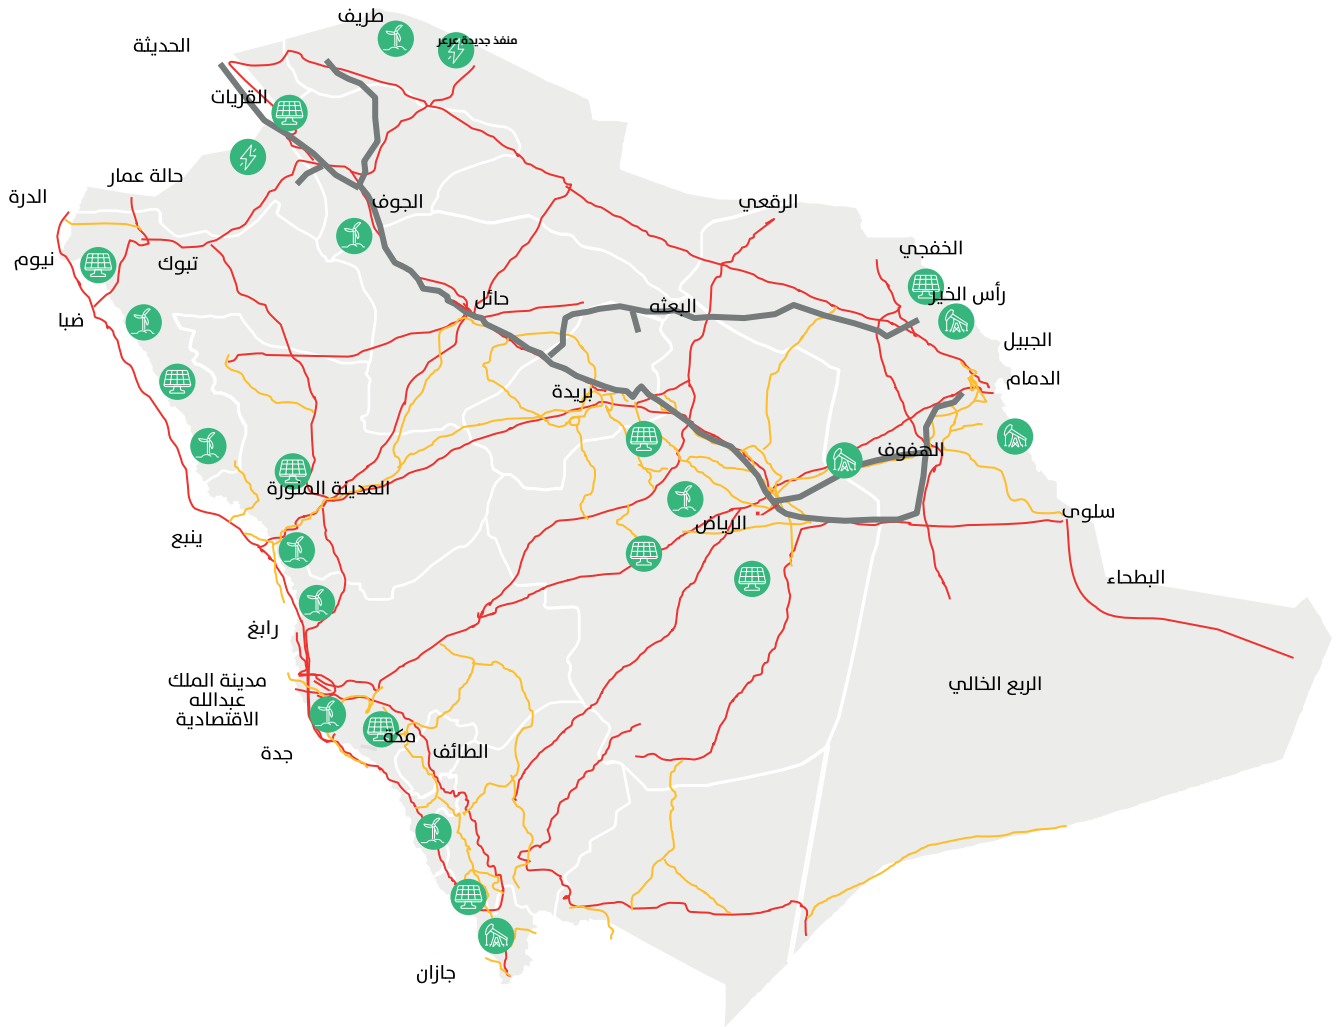 طريف
منفذ جديدة عرعر
الحديثة
القريات
حالة عمار
الدرة
الجوف
الرقعي
الخفجي
نيوم
تبوك
رأس الخير
حائل
البعثه
ضبا
الجبيل
الدمام
بريدة
الهفوف
المدينة المنورة
سلوى
الرياض
ينبع
البطحاء
رابغ
مدينة الملك
عبدالله
الاقتصادية
الربع الخالي
مكة
الطائف
جدة
جازان